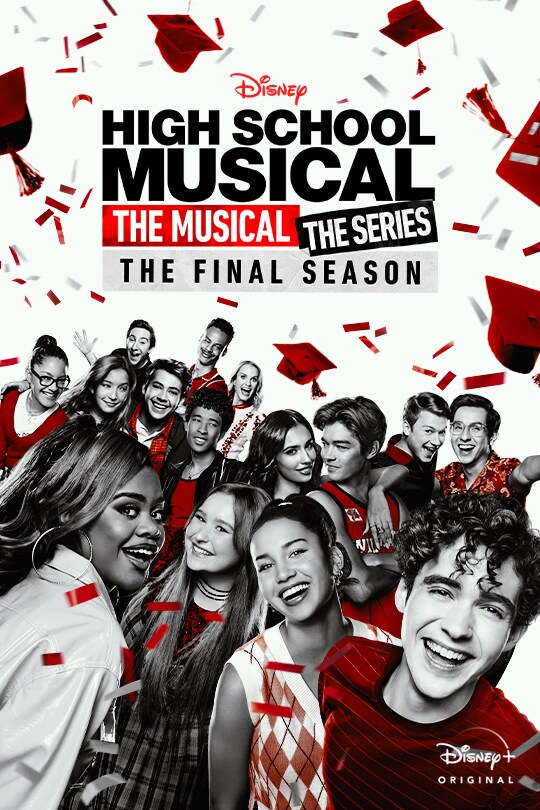 Disney
HIGH SCHOOL
MUSICAL
THE MUSICAL THE SERIES
THE FINAL SEASON
Disney+
ORIGINAL